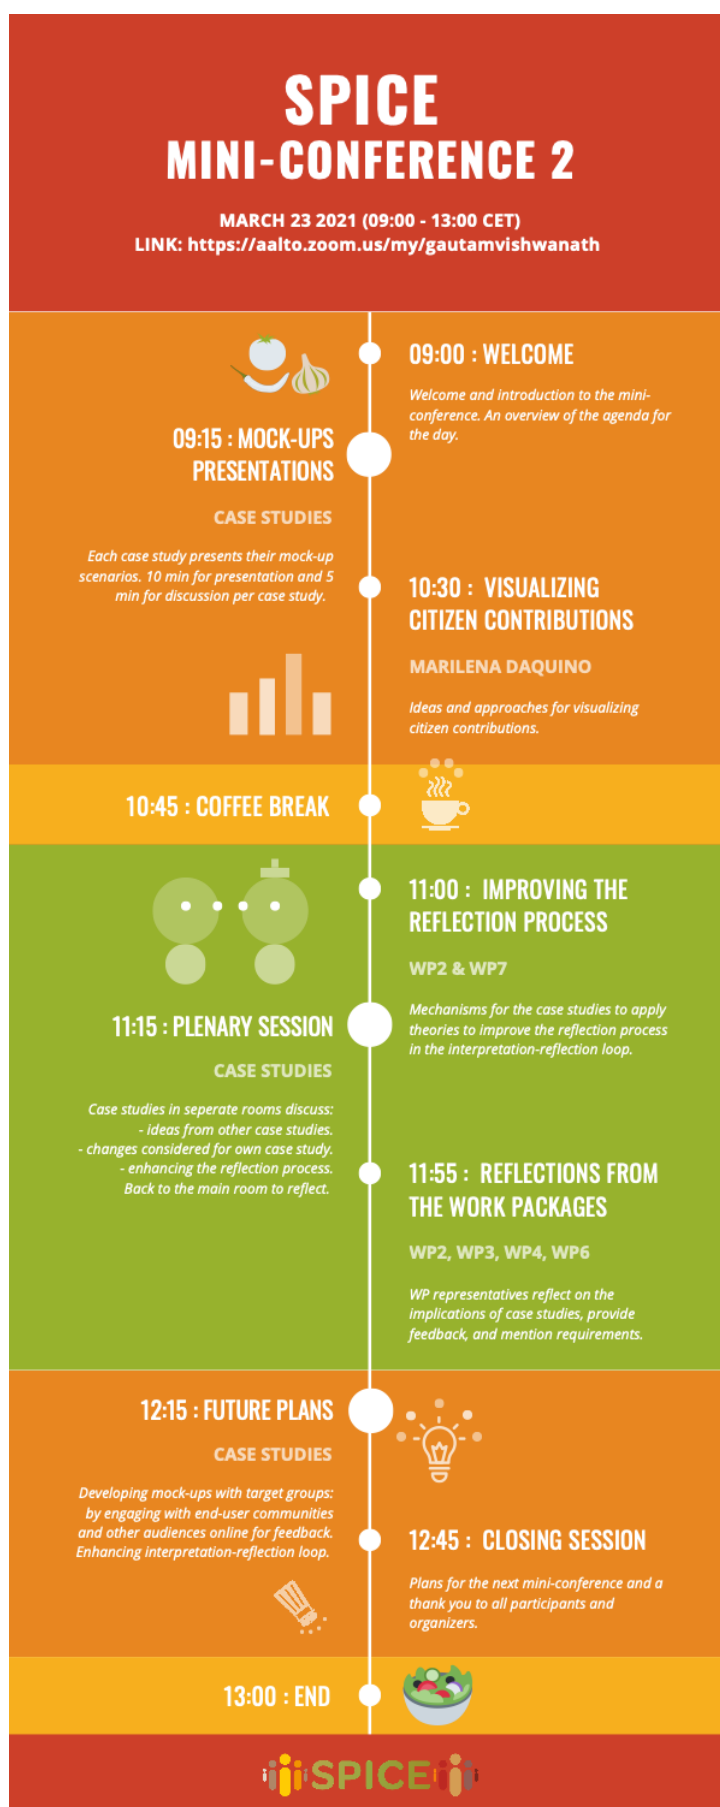 SPICE
MINI-CONFERENCE 2
MARCH 23 2021 (09:00 - 13:00 CET)
LINK: https://aalto.zoom.us/my/gautamvishwanath
09:00 : WELCOME
Welcome and introduction to the mini-
conference. An overview of the agenda for
the day.
09:15 : MOCK-UPS
PRESENTATIONS
CASE STUDIES
Each case study presents their mock-up
scenarios. 10 min for presentation and 5
min for discussion per case study.
10:30 : VISUALIZING
CITIZEN CONTRIBUTIONS
MARILENA DAQUINO
Ideas and approaches for visualizing
citizen contributions.
10:45 : COFFEE BREAK
11:00 : IMPROVING THE
REFLECTION PROCESS
WP2 & WP7
Mechanisms for the case studies to apply
theories to improve the reflection process
in the interpretation-reflection loop.
11:15 : PLENARY SESSION
CASE STUDIES
Case studies in seperate rooms discuss:
- ideas from other case studies.
- changes considered for own case study.
- enhancing the reflection process.
Back to the main room to reflect.
11:55 : REFLECTIONS FROM
THE WORK PACKAGES
WP2, WP3, WP4, WP6
WP representatives reflect on the
implications of case studies, provide
feedback, and mention requirements.
12:15 : FUTURE PLANS
CASE STUDIES
Developing mock-ups with target groups:
by engaging with end-user communities
and other audiences online for feedback.
Enhancing interpretation-reflection loop.
12:45 : CLOSING SESSION
Plans for the next mini-conference and a
thank you to all participants and
organizers.
13:00 : END
SPICE